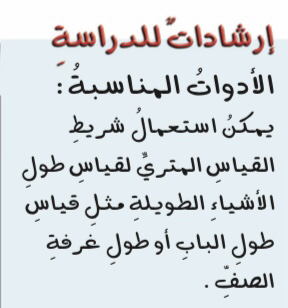 إرشاداتٌ للدراسةِ
الأدواتُ المناسبةُ:
يمكنُ استعمالُ شريطِ
القياسِ المتريِّ لقياسِ طولِ
الأشياءِ الطويلةِ مثلِ قياسِ
طولِ البابِ أو طولِ غرفةِ
الصفِّ.